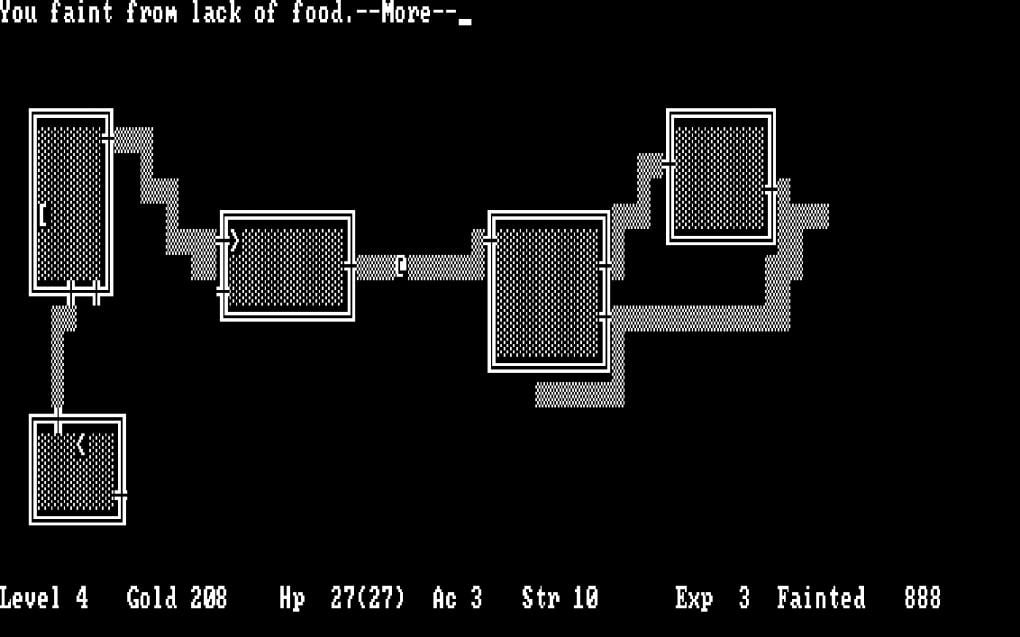 You faint from lack of food.--More--
[
>
@
<
Level 4 Gold 208 Hp 27(27) Ac 3 Str 10 Exp 3 Fainted 888